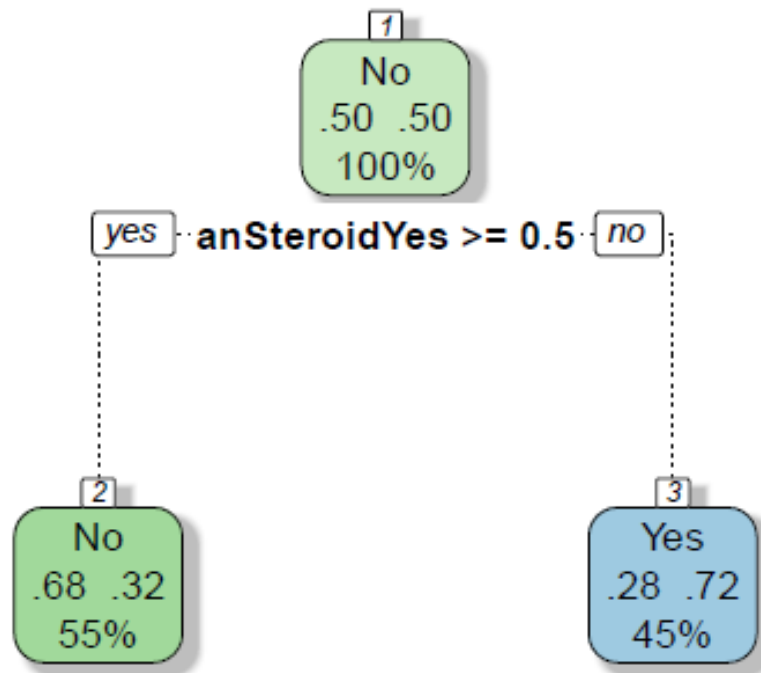 1
No
.50 .50
100%
yes anSteroidYes >= 0.5 no
2
No
.68 .32
55%
3
Yes
.28 .72
45%